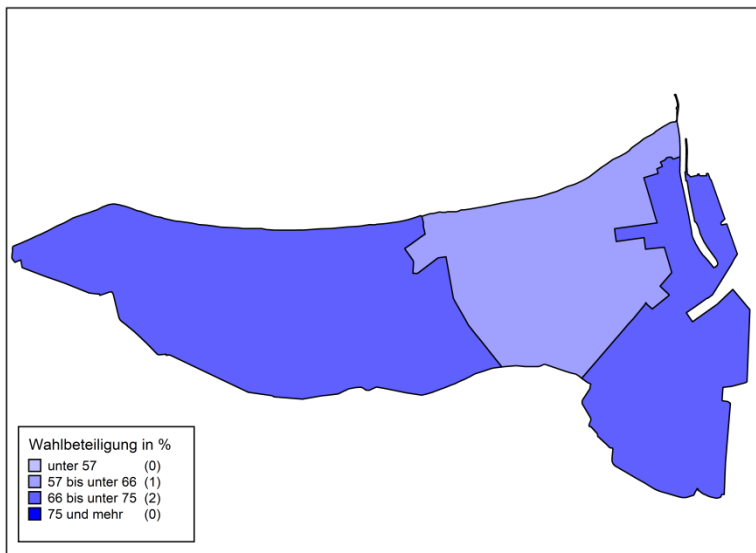 Wahlbeteiligung in %
unter 57 (0)
57 bis unter 66 (1)
66 bis unter 75 (2)
75 und mehr (0)